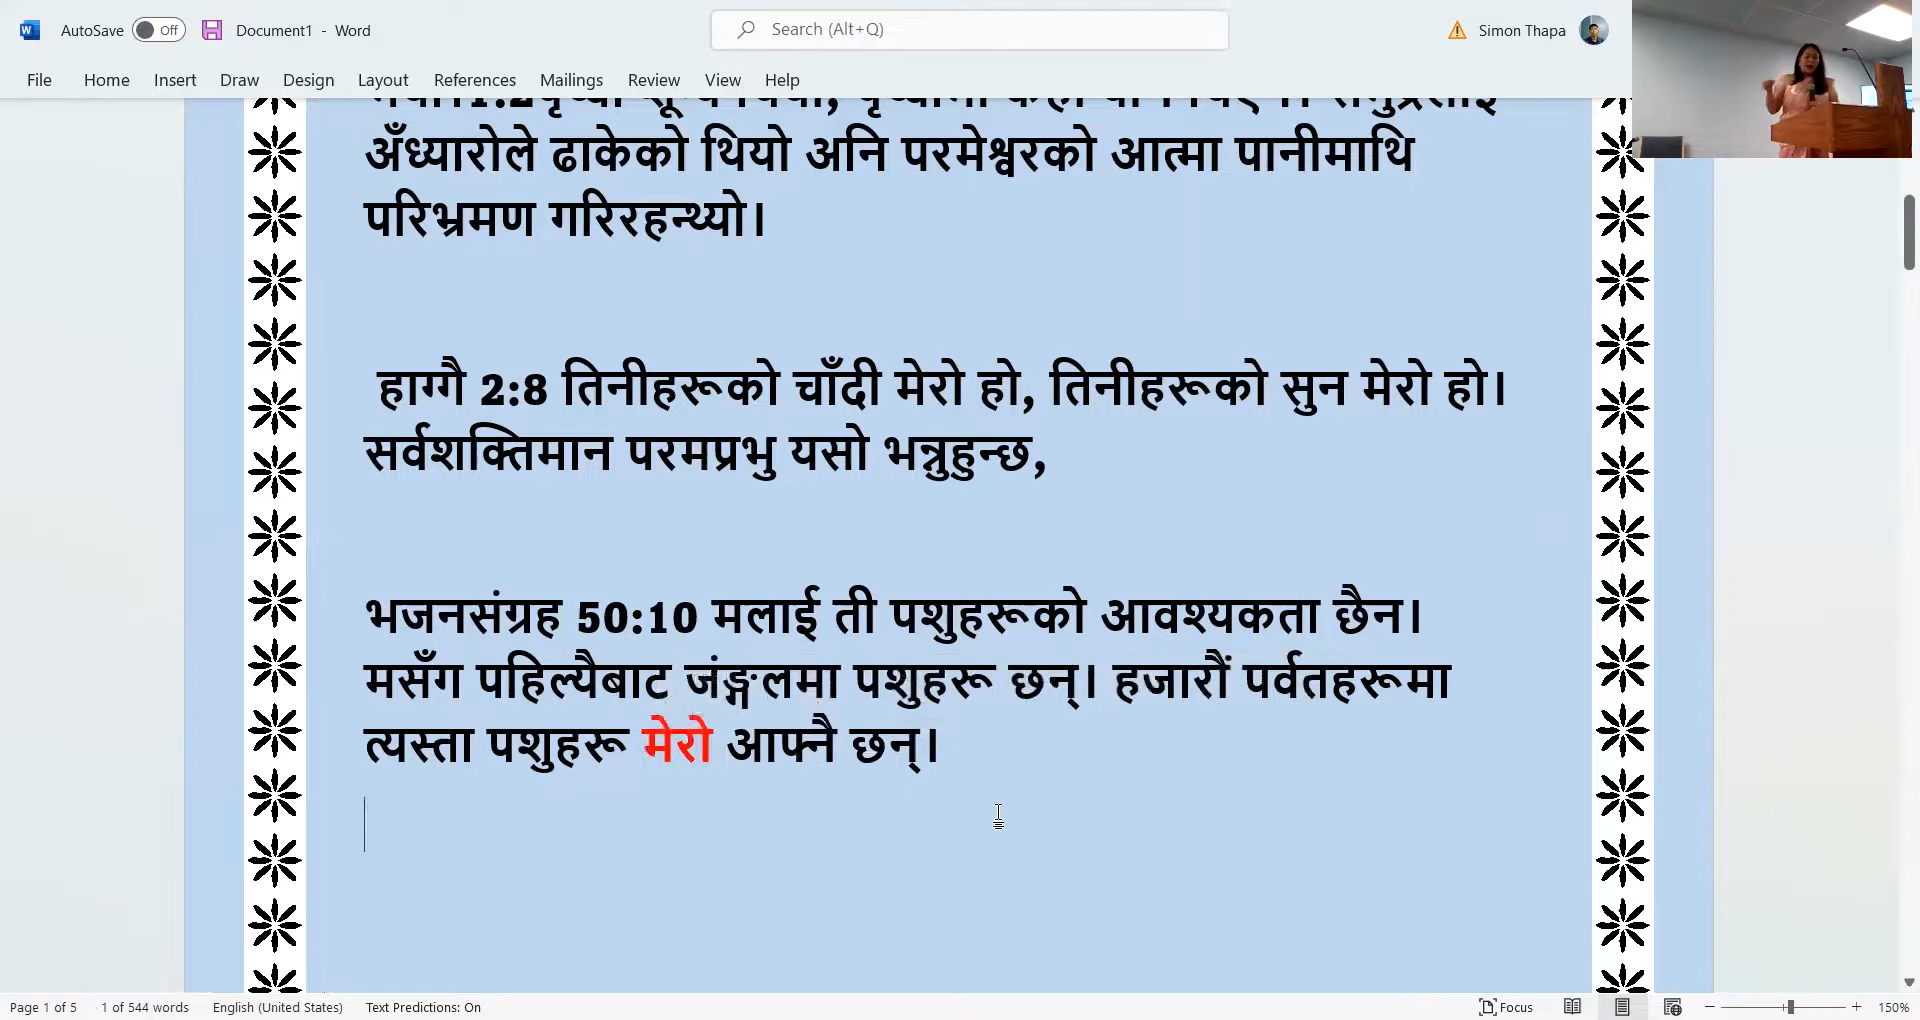 AutoSave Off Document1 - Word Search (Alt+Q) Simon Thapa
File Home Insert Draw Design Layout References Mailings Review View Help
अँध्यारोले ढाकेको थियो अनि परमेश्वरको आत्मा पानीमाथि
परिभ्रमण गरिरहन्थ्यो।
हाग्गै 2:8 तिनीहरूको चाँदी मेरो हो, तिनीहरूको सुन मेरो हो।
सर्वशक्तिमान परमप्रभु यसो भन्नुहुन्छ,
भजनसंग्रह 50:10 मलाई ती पशुहरूको आवश्यकता छैन।
मसँग पहिल्यैबाट जंङ्गलमा पशुहरू छन्। हजारौं पर्वतहरूमा
त्यस्ता पशुहरू मेरो आफ्नै छन्।
Page 1 of 5 1 of 544 words English (United States) Text Predictions: On Focus 150%